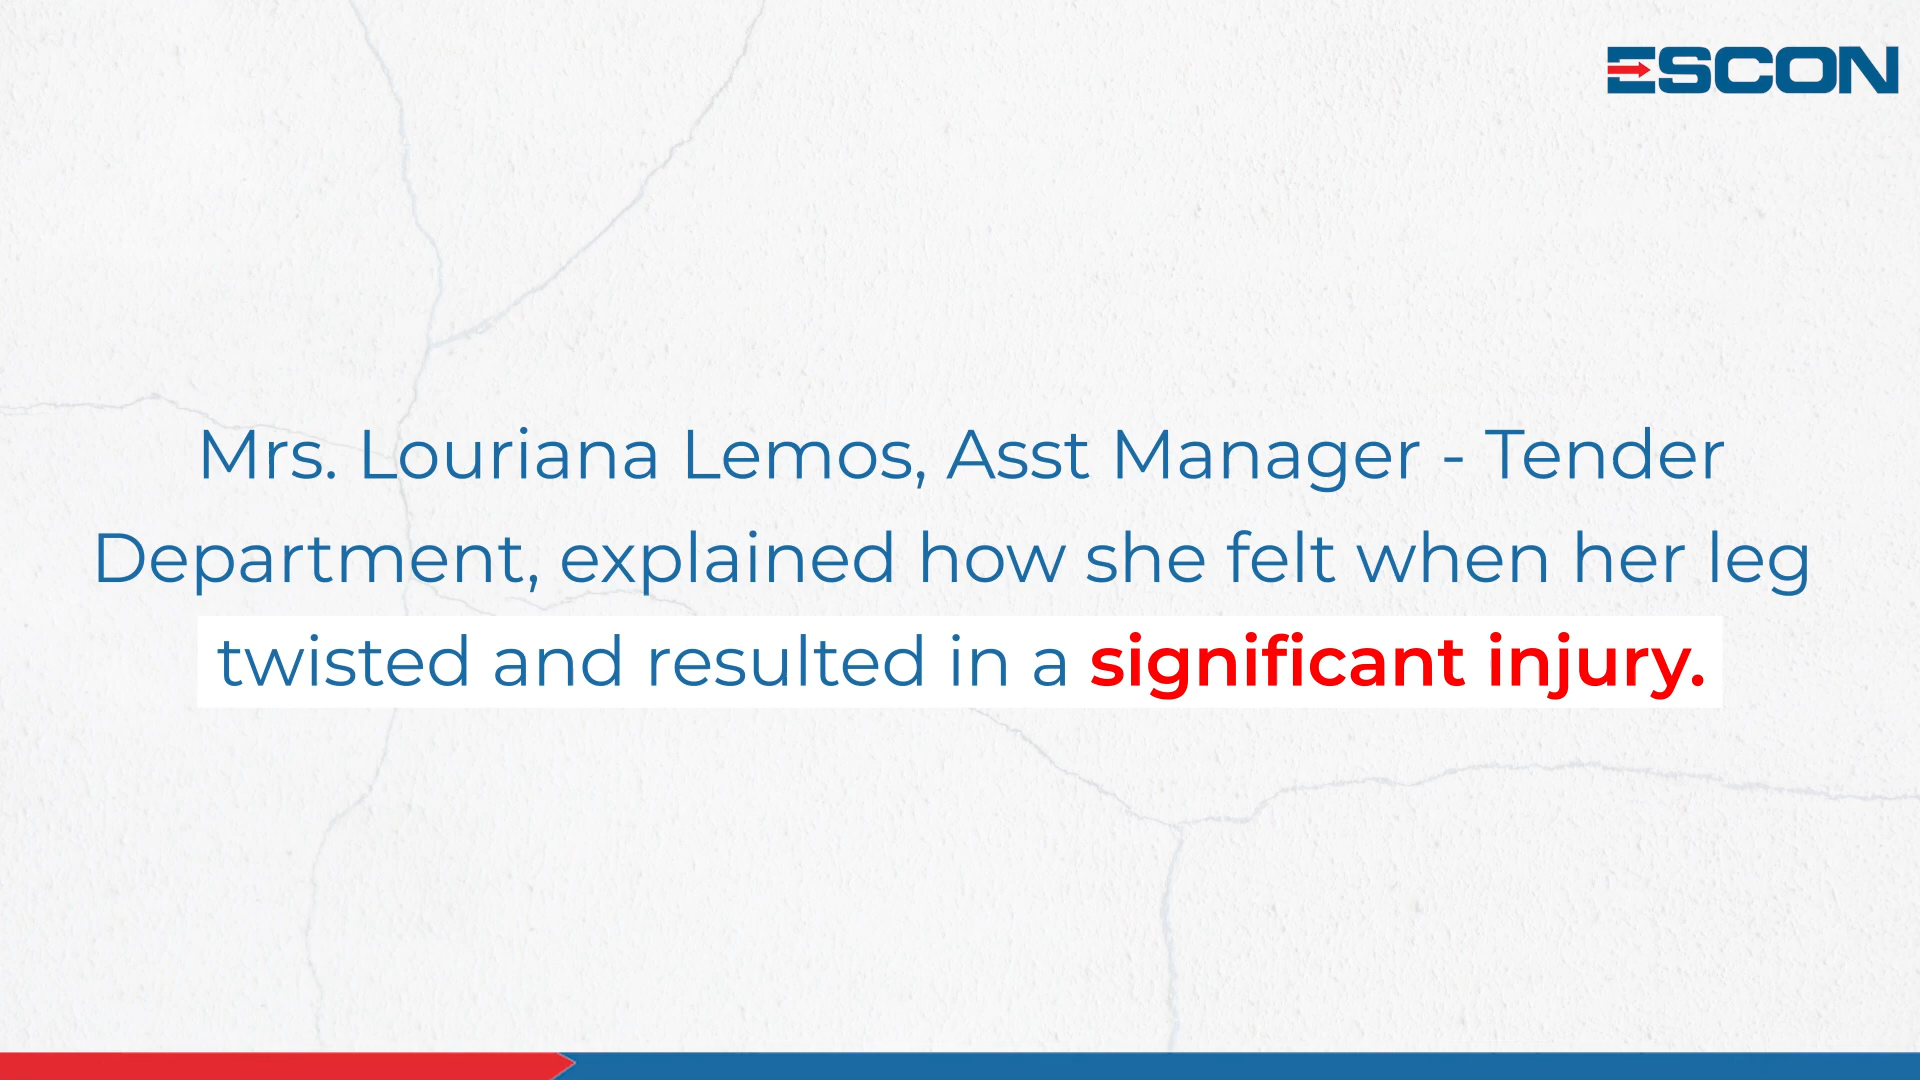 ESCON
Mrs. Louriana Lemos, Asst Manager - Tender
Department, explained how she felt when her leg
twisted and resulted in a significant injury.